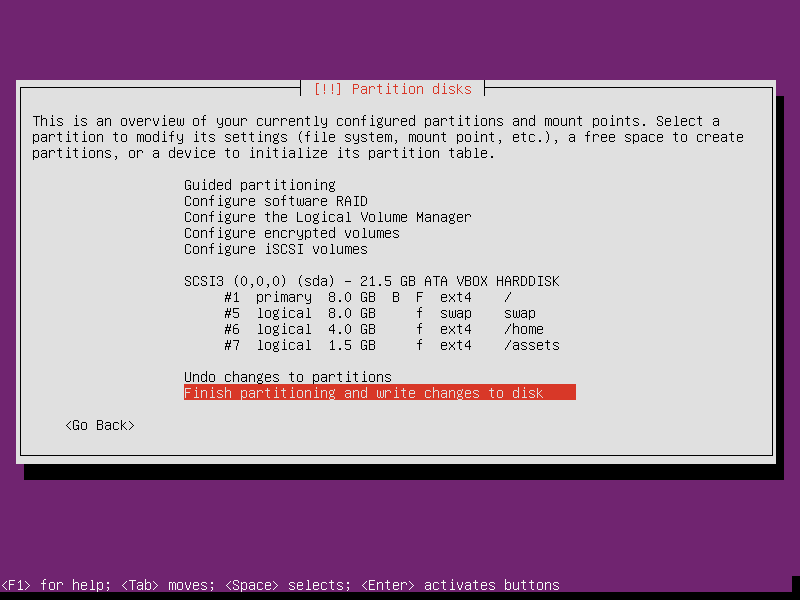 [!!] Partition disks
This is an overview of your currently configured partitions and mount points. Select a
partition to modify its settings (file system, mount point, etc.), a free space to create
partitions, or a device to initialize its partition table.
Guided partitioning
Configure software RAID
Configure the Logical Volume Manager
Configure encrypted volumes
Configure iSCSI volumes
SCSI3 (0,0,0) (sda) - 21.5 GB ATA VBOX HARDDISK
#1 primary 8.0 GB B F ext4 /
#5 logical 8.0 GB f swap swap
#6 logical 4.0 GB f ext4 /home
#7 logical 1.5 GB f ext4 /assets
Undo changes to partitions
Finish partitioning and write changes to disk
<Go Back>
<F1> for help; <Tab> moves; <Space> selects; <Enter> activates buttons